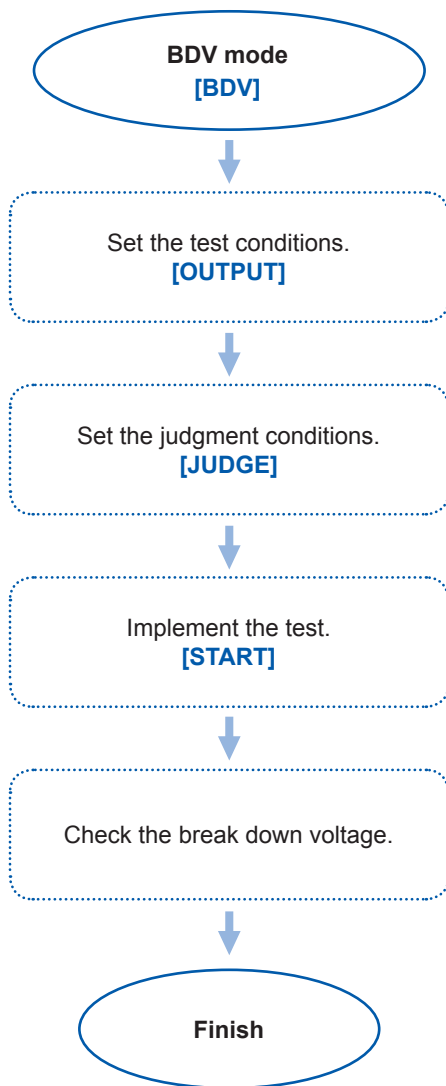 BDV mode
[BDV]
Set the test conditions.
[OUTPUT]
Set the judgment conditions.
[JUDGE]
Implement the test.
[START]
Check the break down voltage.
Finish